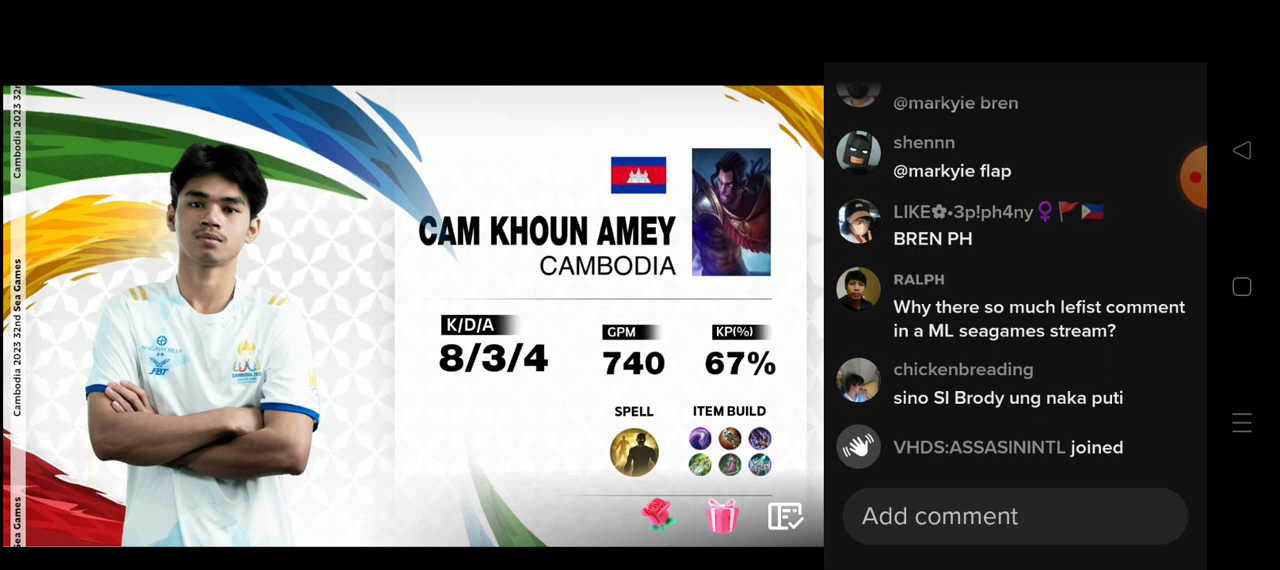 Cambodia 2023 32nd Sea Games
Cambodia 2023 32nd
Sea Games
CAM KHOUN AMEY
CAMBODIA
K/D/A
8/3/4
GPM
740
KP(%)
67%
SPELL
ITEM BUILD
NAGAWORLD
FBT
@markyie bren
shennn
@markyie flap
LIKE✿•3p!ph4ny♀️🚩🇵🇭
BREN PH
RALPH
Why there so much lefist comment
in a ML seagames stream?
chickenbreading
sino SI Brody ung naka puti
VHDS:ASSASININTL joined
Add comment